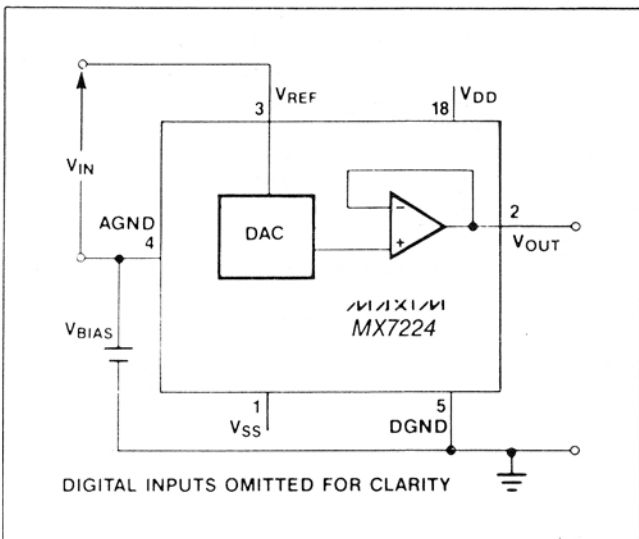 VREF
3
18
VDD
VIN
AGND
4
DAC
−
+
2
VOUT
VBIAS
MAXIM
MX7224
1
VSS
5
DGND
DIGITAL INPUTS OMITTED FOR CLARITY